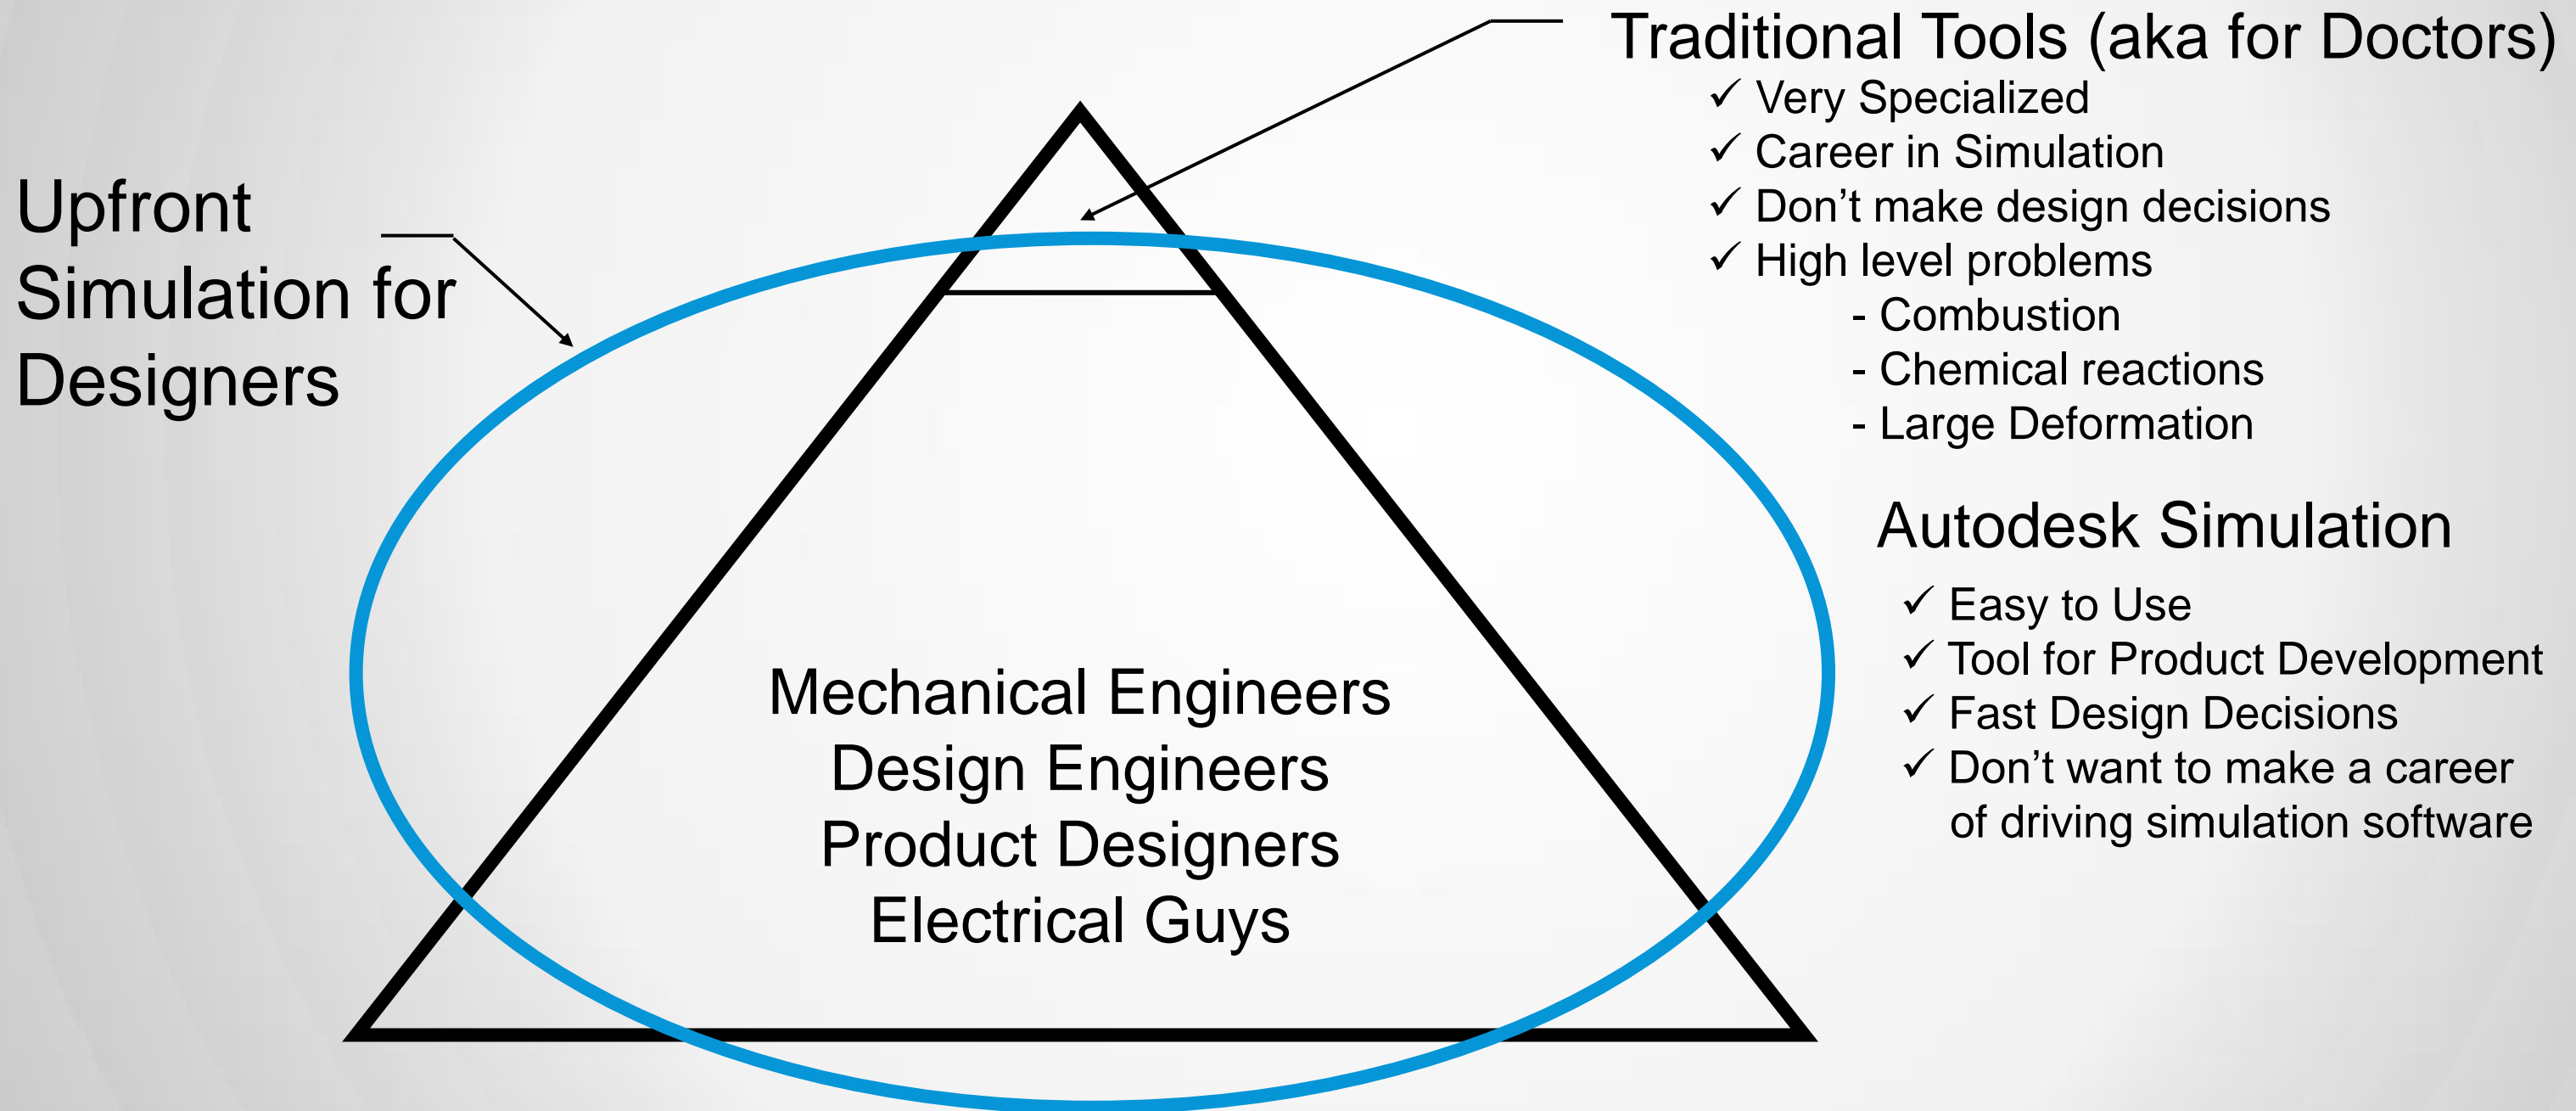 Traditional Tools (aka for Doctors)
✓ Very Specialized
✓ Career in Simulation
✓ Don’t make design decisions
✓ High level problems
- Combustion
- Chemical reactions
- Large Deformation
Upfront
Simulation for
Designers
Autodesk Simulation
✓ Easy to Use
✓ Tool for Product Development
✓ Fast Design Decisions
✓ Don’t want to make a career
of driving simulation software
Mechanical Engineers
Design Engineers
Product Designers
Electrical Guys